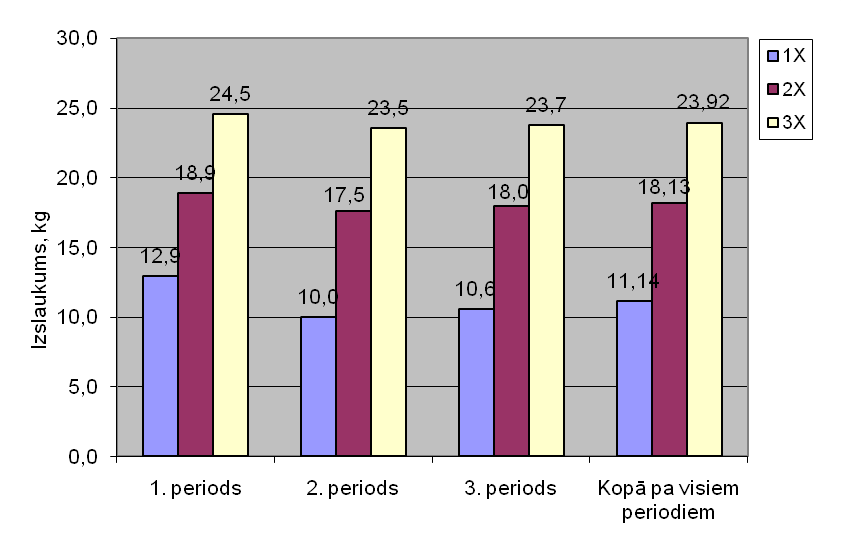 30,0
25,0
20,0
15,0
10,0
5,0
0,0
Izslaukums, kg
24,5
23,5
23,7
23,92
18,9
17,5
18,0
18,13
12,9
10,0
10,6
11,14
1. periods
2. periods
3. periods
Kopā pa visiem
periodiem
1X
2X
3X